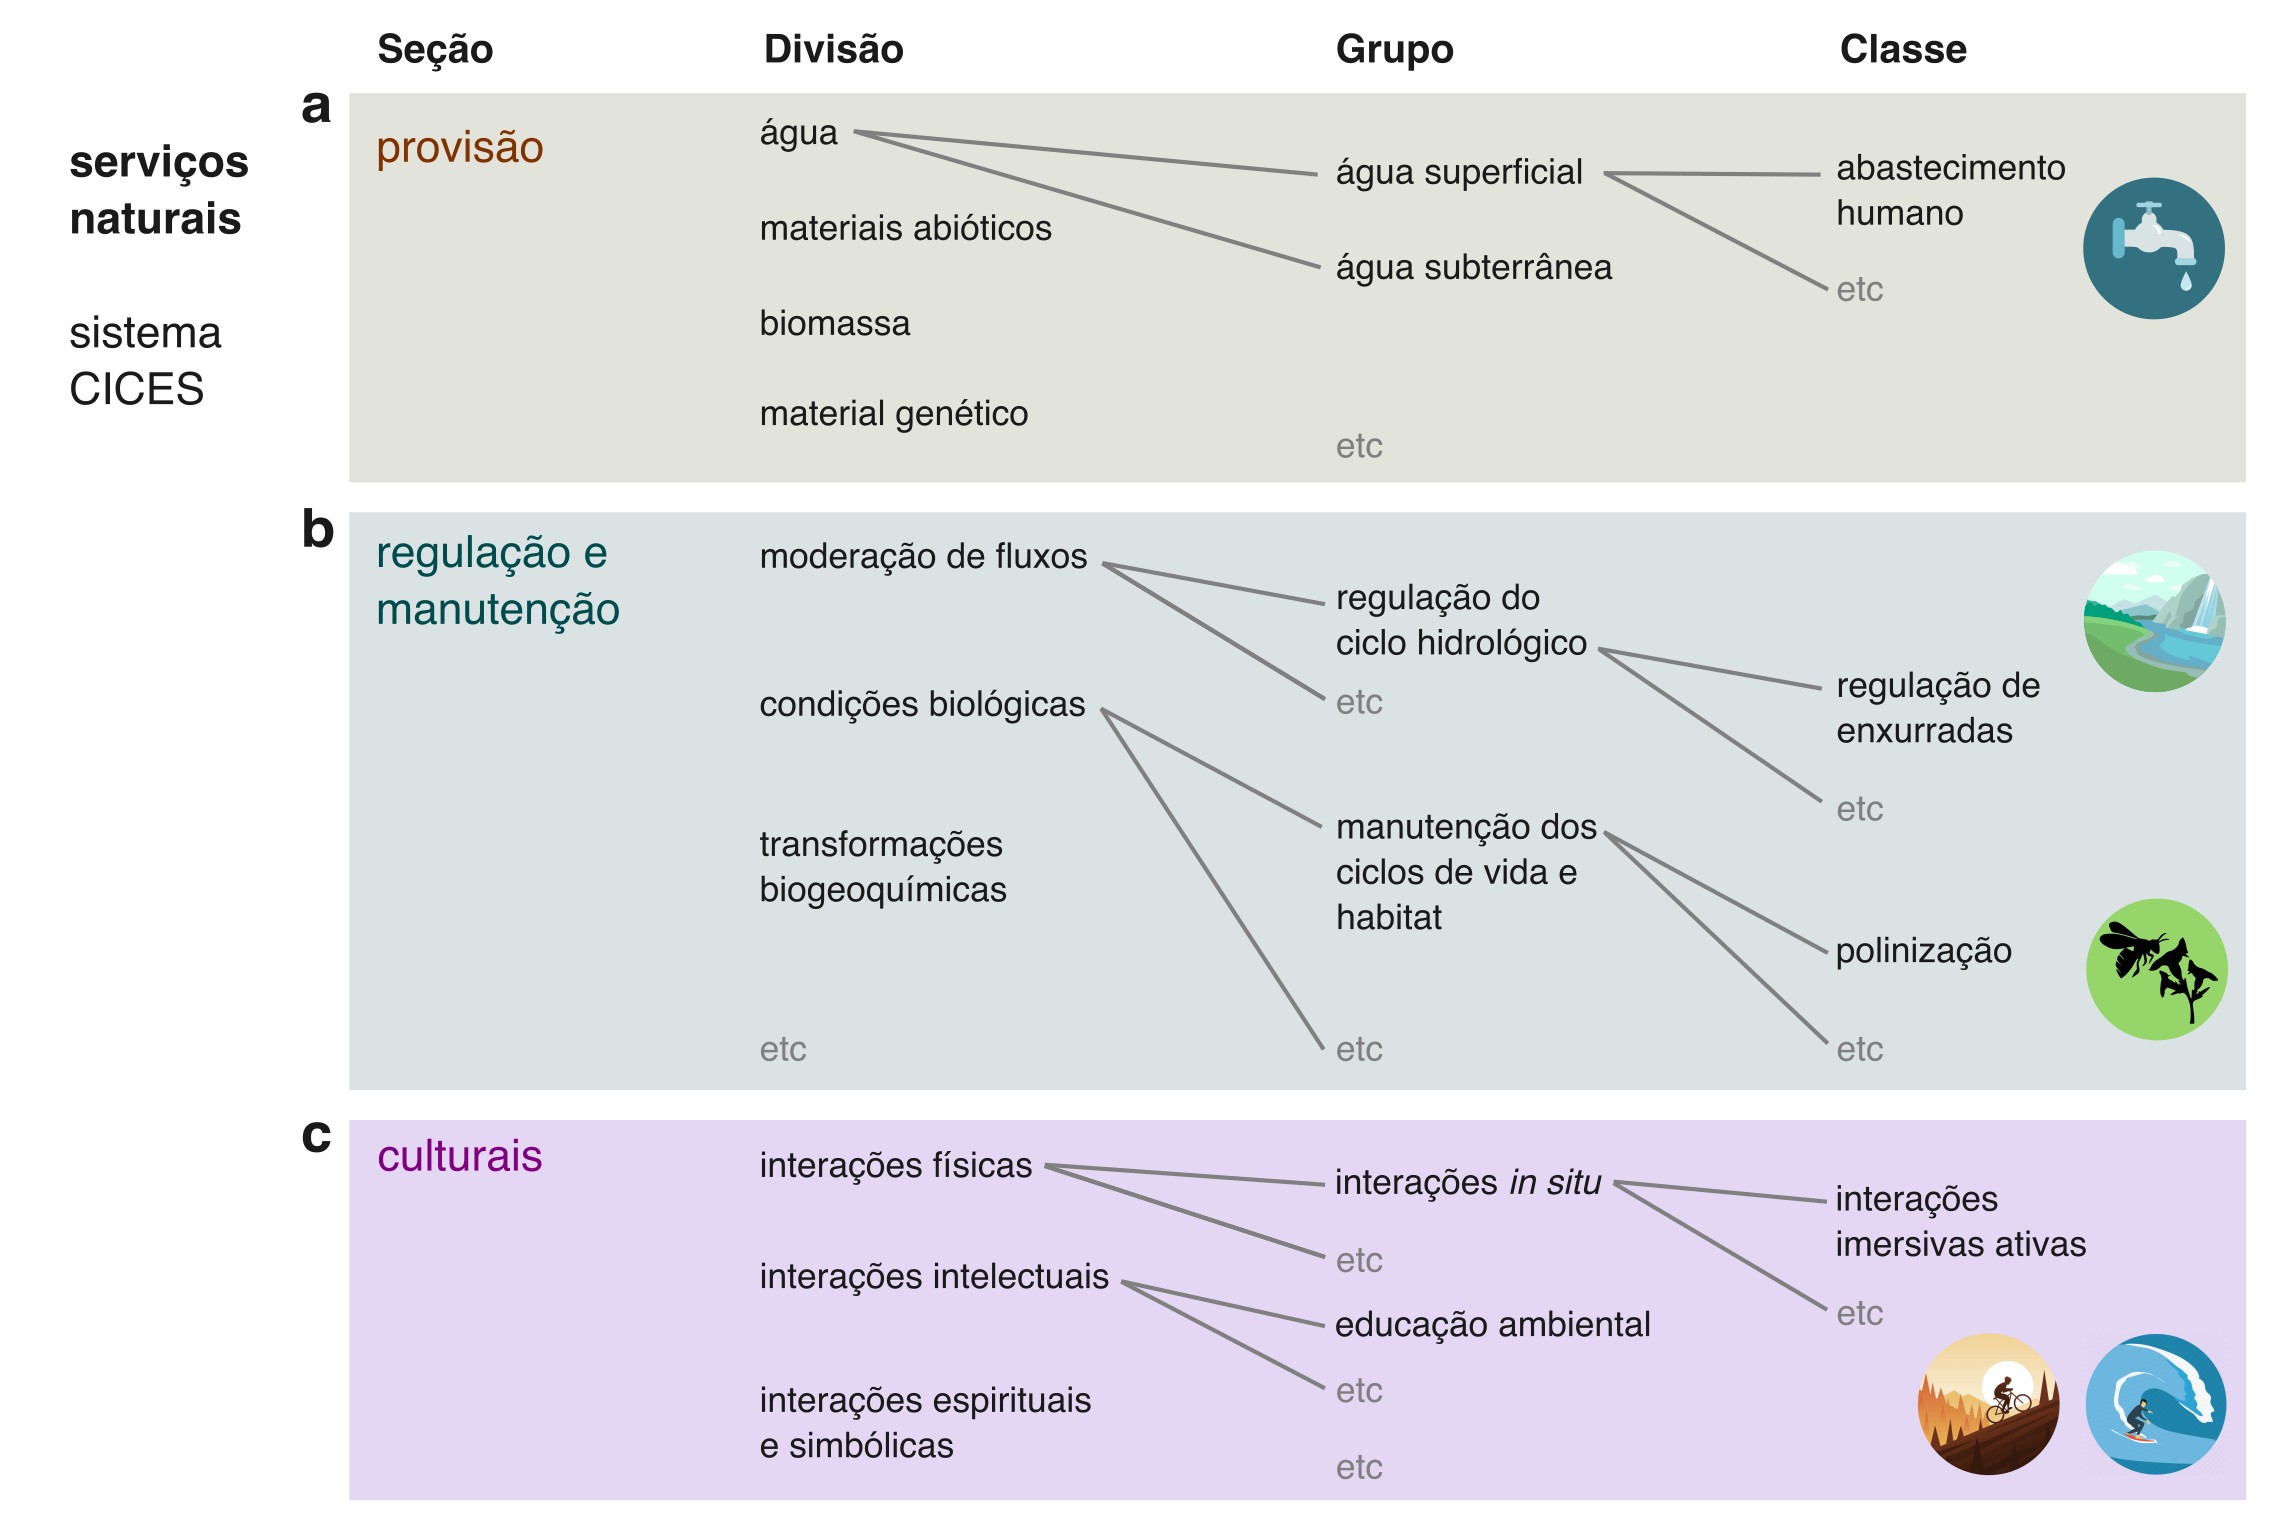 Seção Divisão Grupo Classe
serviços
naturais
sistema
CICES
a
provisão
água
materiais abióticos
biomassa
material genético
água superficial
água subterrânea
etc
abastecimento
humano
etc
b
regulação e
manutenção
moderação de fluxos
condições biológicas
transformações
biogeoquímicas
etc
regulação do
ciclo hidrológico
etc
manutenção dos
ciclos de vida e
habitat
etc
regulação de
enxurradas
etc
polinização
etc
c
culturais
interações físicas
interações intelectuais
interações espirituais
e simbólicas
interações in situ
etc
educação ambiental
etc
etc
interações
imersivas ativas
etc